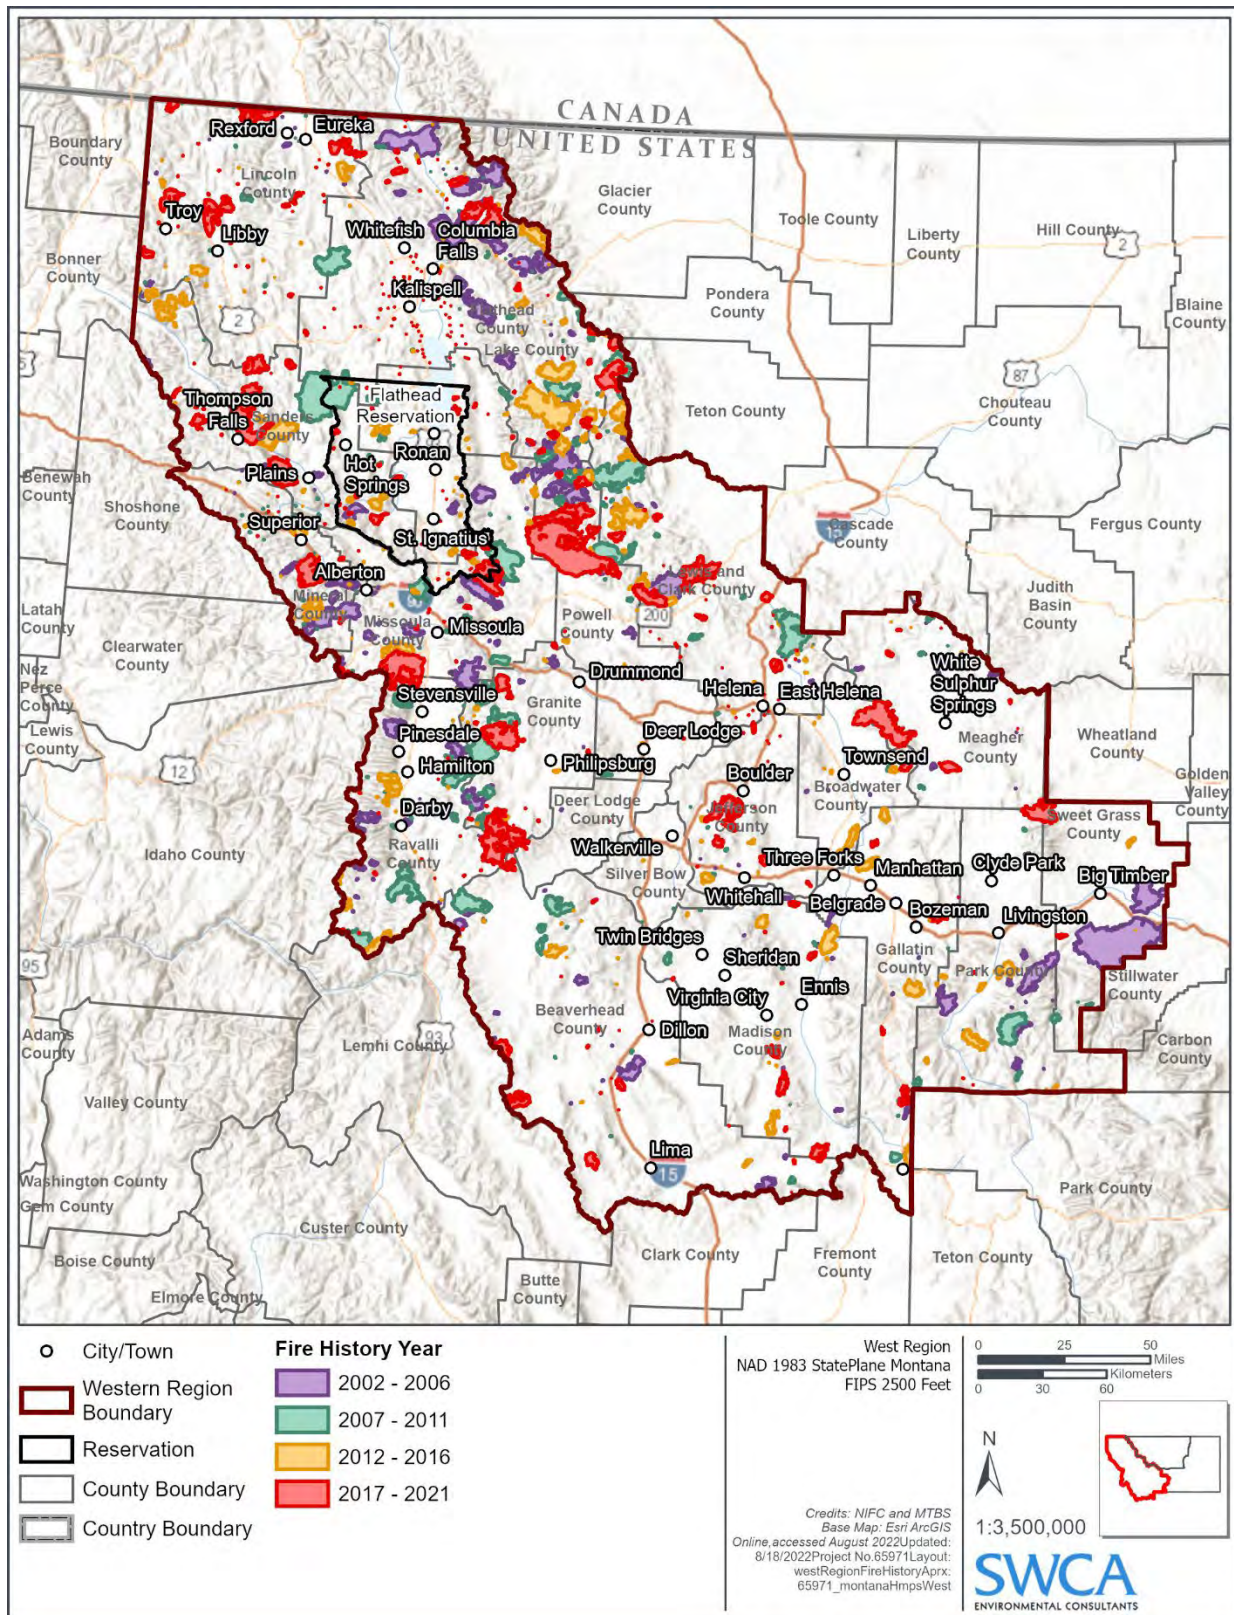 CANADA
UNITED STATES
Boundary
County
Rexford
Eureka
Lincoln
County
Glacier
County
Toole County
Liberty
County
Hill County
2
Troy
Libby
Whitefish
Columbia
Falls
Bonner
County
Kalispell
Pondera
County
Blaine
County
2
County
Lake County
87
Chouteau
County
Teton County
Thompson
Falls
Sanders
County
Flathead
Reservation
Ronan
Hot
Springs
Plains
Benewah
County
Shoshone
County
Superior
St. Ignatius
15
Cascade
County
Fergus County
Alberton
Mineral
County
Missoula
County
Lewis and
Clark County
200
Judith
Basin
County
Latah
County
Clearwater
County
Missoula
Powell
County
Nez
Perce
County
Lewis
County
Drummond
Stevensville
Granite
County
Helena
East Helena
White
Sulphur
Springs
Meagher
County
Wheatland
County
Pinesdale
Deer Lodge
12
Hamilton
Philipsburg
Townsend
Boulder
Broadwater
County
Golden
Valley
County
Darby
Deer Lodge
County
Jefferson
County
Sweet Grass
County
Idaho County
Ravalli
County
Walkerville
Silver Bow
County
Three Forks
Manhattan
Clyde Park
Big Timber
Whitehall
Belgrade
Bozeman
Livingston
Twin Bridges
Sheridan
Gallatin
County
Park County
95
Stillwater
County
Virginia City
Ennis
Beaverhead
County
Dillon
Madison
County
Adams
County
Lemhi County
93
Carbon
County
Valley County
Lima
15
Washington County
Gem County
Park County
Custer County
Boise County
Clark County
Fremont
County
Teton County
Butte
County
Elmore County
City/Town
Western Region
Boundary
Reservation
County Boundary
Country Boundary
Fire History Year
2002 - 2006
2007 - 2011
2012 - 2016
2017 - 2021
West Region
NAD 1983 StatePlane Montana
FIPS 2500 Feet
Credits: NIFC and MTBS
Base Map: Esri ArcGIS
Online,accessed August 2022Updated:
8/18/2022Project No.65971Layout:
westRegionFireHistoryAprx:
65971_montanaHmpsWest
0 25 50
Miles
Kilometers
0 30 60
N
1:3,500,000
SWCA
ENVIRONMENTAL CONSULTANTS